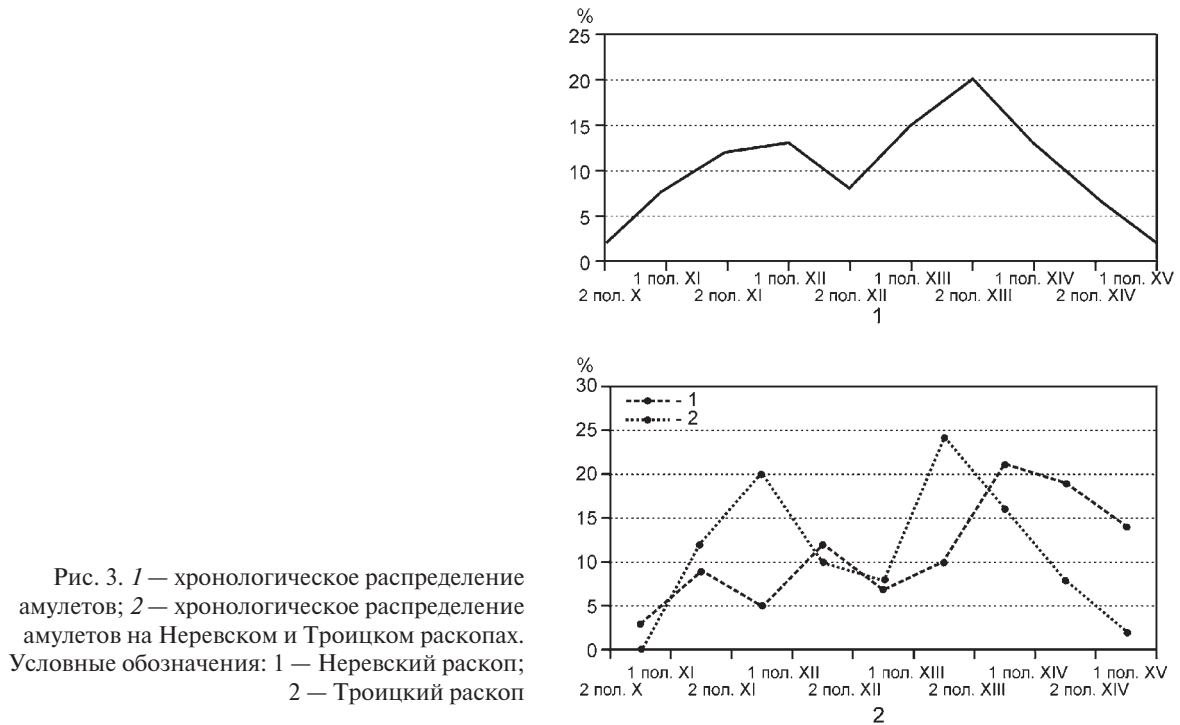 %
25
20
15
10
5
0
1 пол. XI 1 пол. XII 1 пол. XIII 1 пол. XIV 1 пол. XV
2 пол. X 2 пол. XI 2 пол. XII 2 пол. XIII 2 пол. XIV
1
%
30
25
20
15
10
5
0
- 1
- 2
1 пол. XI 1 пол. XII 1 пол. XIII 1 пол. XIV 1 пол. XV
2 пол. X 2 пол. XI 2 пол. XII 2 пол. XIII 2 пол. XIV
2
Рис. 3. 1 — хронологическое распределение
амулетов; 2 — хронологическое распределение
амулетов на Неревском и Троицком раскопах.
Условные обозначения: 1 — Неревский раскоп;
2 — Троицкий раскоп